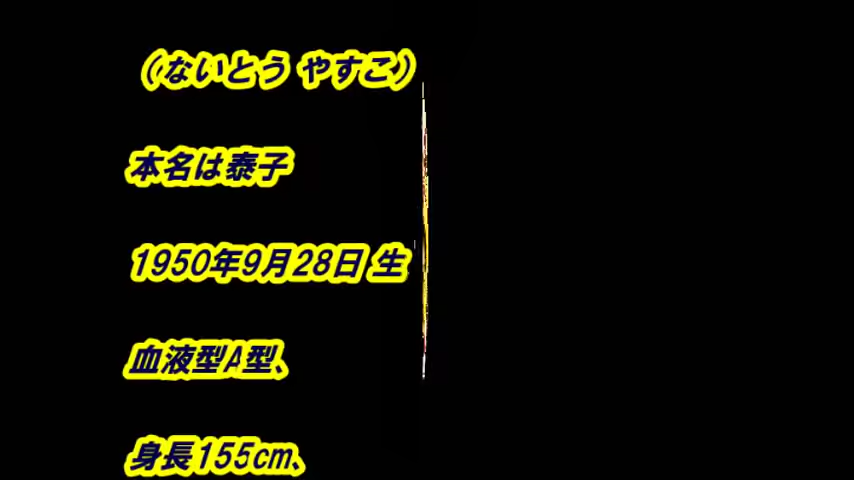 （ないとう やすこ）
本名は泰子
1950年9月28日 生
血液型A型、
身長155cm、